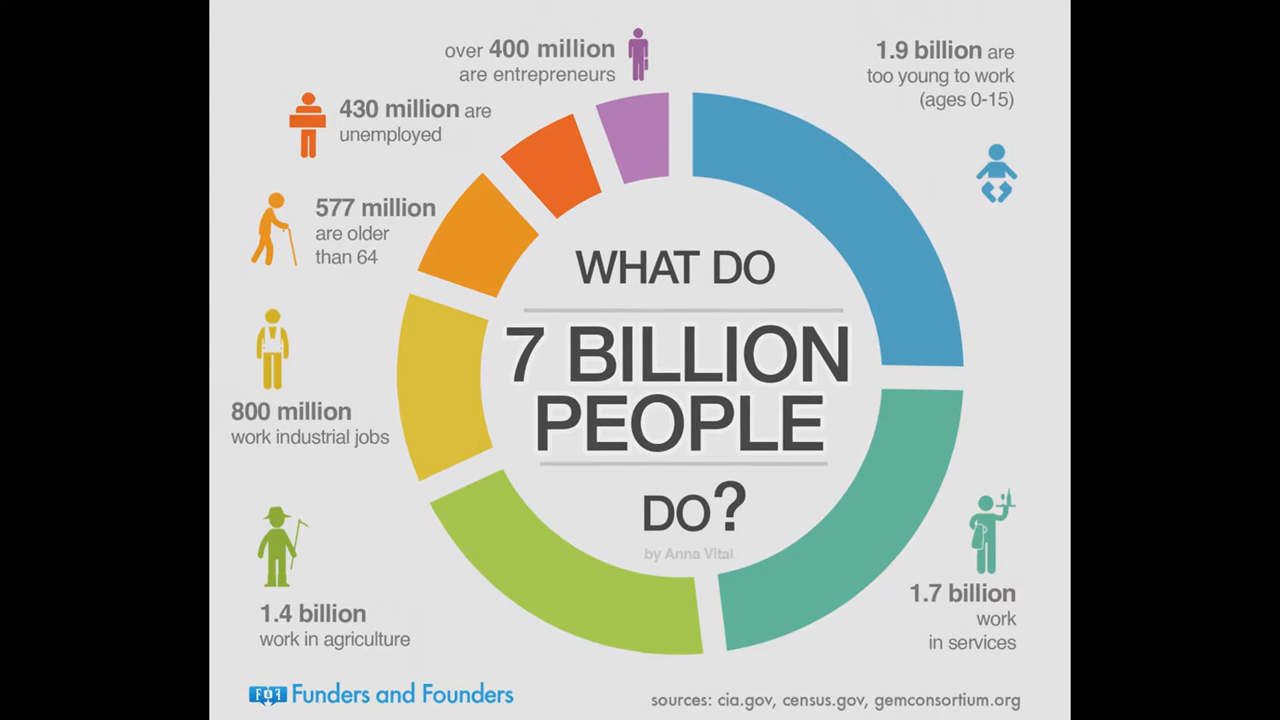 over 400 million
are entrepreneurs
1.9 billion are
too young to work
(ages 0-15)
430 million are
unemployed
577 million
are older
than 64
WHAT DO
7 BILLION
PEOPLE
DO?
by Anna Vital
800 million
work industrial jobs
1.7 billion
work
in services
1.4 billion
work in agriculture
F&F Funders and Founders
sources: cia.gov, census.gov, gemconsortium.org